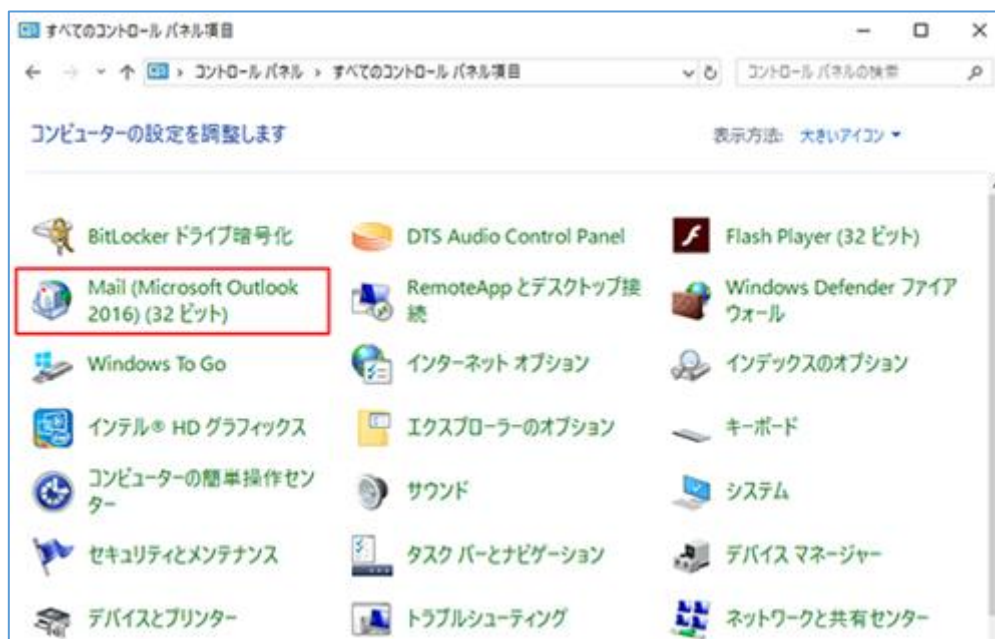 すべてのコントロール パネル項目
コントロール パネル › すべてのコントロール パネル項目
コントロール パネルの検索
コンピューターの設定を調整します
表示方法: 大きいアイコン
BitLocker ドライブ暗号化
DTS Audio Control Panel
Flash Player (32 ビット)
Mail (Microsoft Outlook
2016) (32 ビット)
RemoteApp とデスクトップ接
続
Windows Defender ファイア
ウォール
Windows To Go
インターネット オプション
インデックスのオプション
インテル® HD グラフィックス
エクスプローラーのオプション
キーボード
コンピューターの簡単操作セン
ター
サウンド
システム
セキュリティとメンテナンス
タスク バーとナビゲーション
デバイス マネージャー
デバイスとプリンター
トラブルシューティング
ネットワークと共有センター